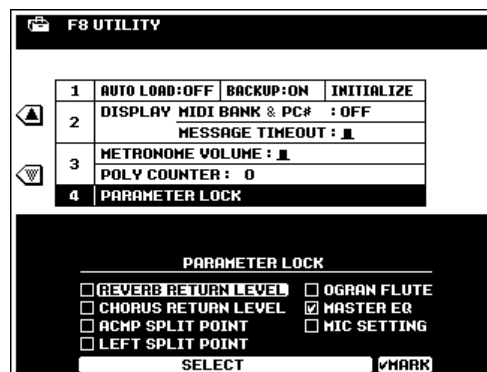 F8 UTILITY
1 AUTO LOAD:OFF BACKUP:ON INITIALIZE
2 DISPLAY MIDI BANK & PC# :OFF
MESSAGE TIMEOUT:
3 METRONOME VOLUME:
POLY COUNTER: 0
4 PARAMETER LOCK
PARAMETER LOCK
REVERB RETURN LEVEL OGRAN FLUTE
CHORUS RETURN LEVEL MASTER EQ
ACMP SPLIT POINT MIC SETTING
LEFT SPLIT POINT
SELECT ✓MARK